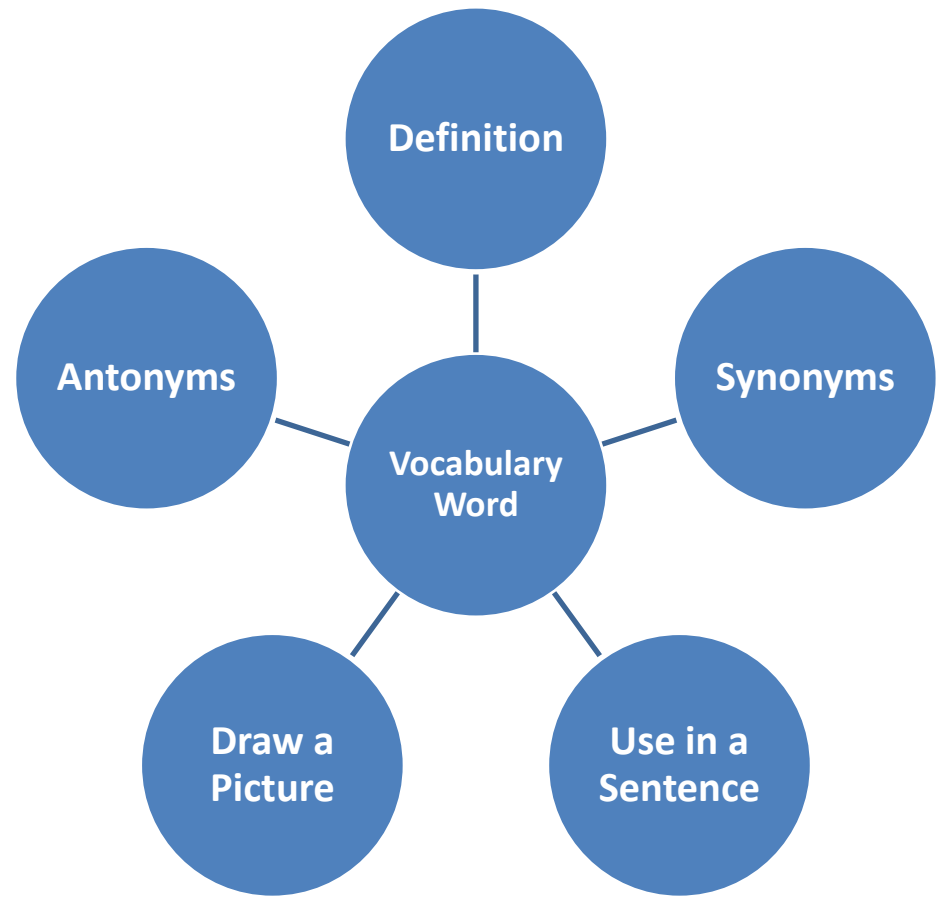 Definition
Antonyms
Synonyms
Vocabulary
Word
Draw a
Picture
Use in a
Sentence